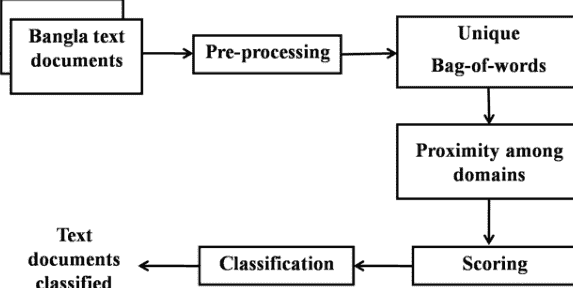 Bangla text
documents
Pre-processing
Unique
Bag-of-words
Proximity among
domains
Scoring
Classification
Text
documents
classified